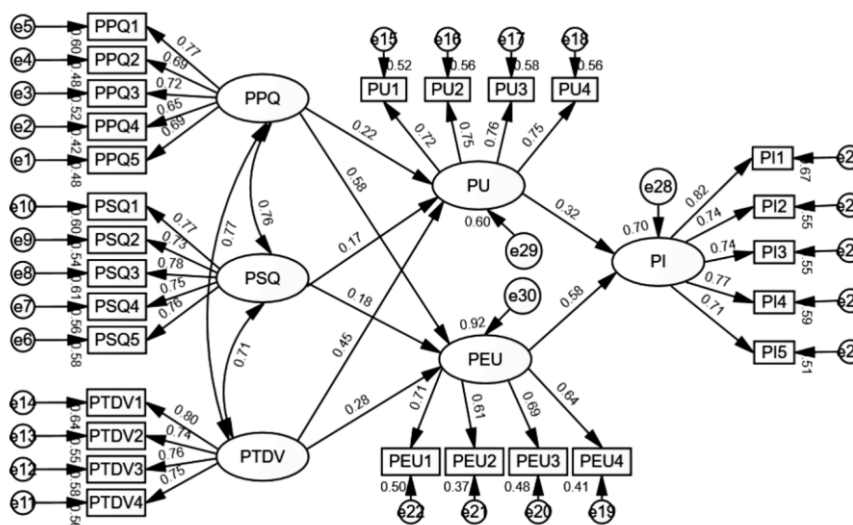 e5 PPQ1 0.60 0.77
e4 PPQ2 0.48 0.69
e3 PPQ3 0.52 0.72
e2 PPQ4 0.42 0.65
e1 PPQ5 0.48 0.69
PPQ
e10 PSQ1 0.60 0.77
e9 PSQ2 0.54 0.73
e8 PSQ3 0.61 0.78
e7 PSQ4 0.56 0.75
e6 PSQ5 0.58 0.76
PSQ
e14 PTDV1 0.64 0.80
e13 PTDV2 0.55 0.74
e12 PTDV3 0.58 0.76
e11 PTDV4 0.75
PTDV
0.77
0.76
0.71
0.22
0.58
0.17
0.18
0.45
0.28
e15 e16 e17 e18
0.52 0.56 0.58 0.56
PU1 PU2 PU3 PU4
0.72 0.75 0.76 0.75
PU
0.60
e29
e30
0.92
PEU
0.71 0.61 0.69 0.64
PEU1 PEU2 PEU3 PEU4
0.50 0.37 0.48 0.41
e22 e21 e20 e19
0.32
0.58
e28
0.70
PI
0.82 PI1 .67 e2
0.74 PI2 .55 e2
0.74 PI3 .55 e2
0.77 PI4 .59 e2
0.71 PI5 .51 e2